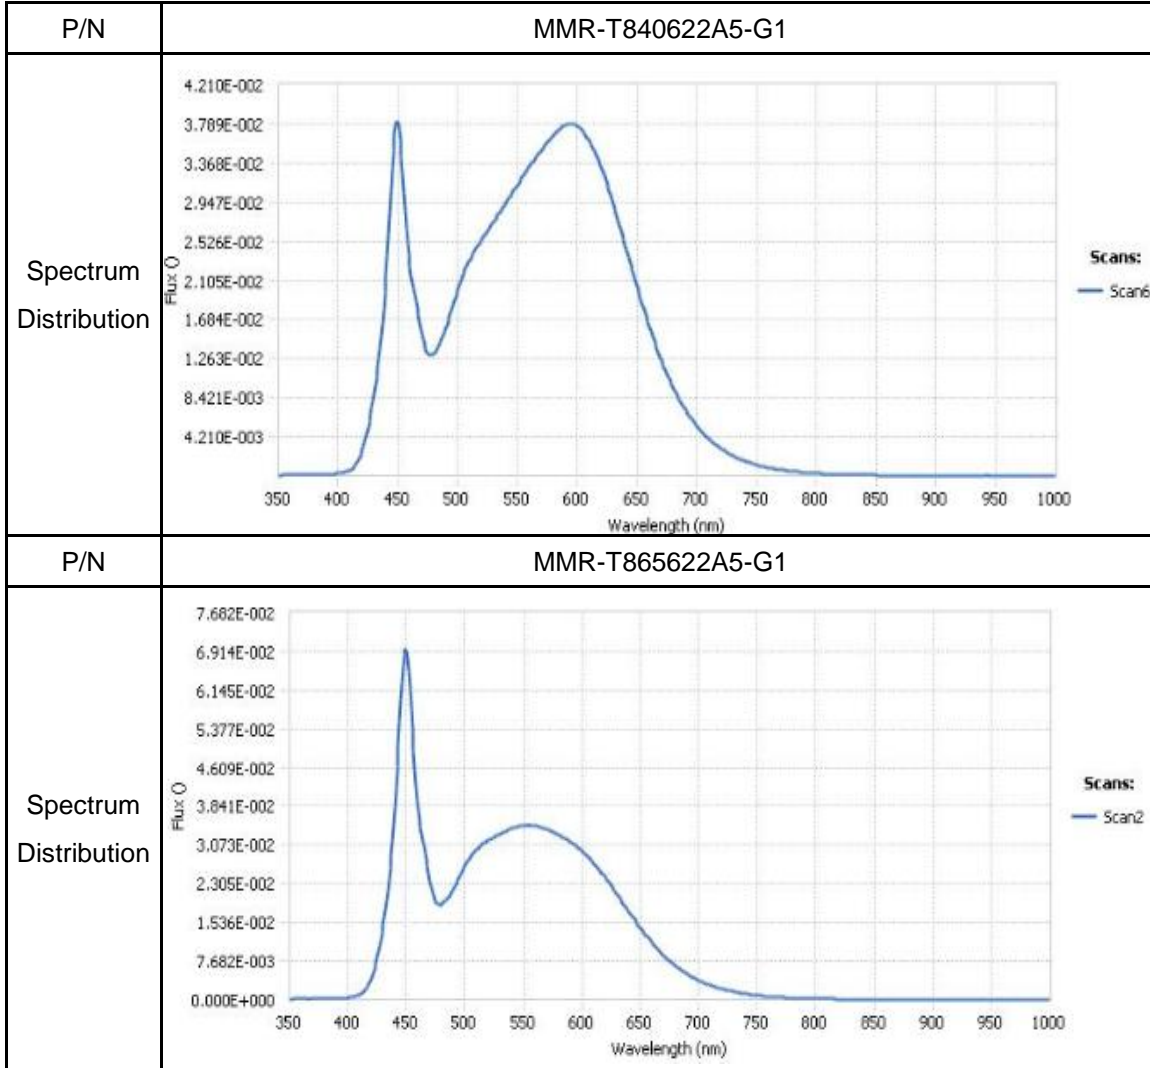 P/N
MMR-T840622A5-G1
Spectrum
Distribution
4.210E-002
3.789E-002
3.368E-002
2.947E-002
2.526E-002
2.105E-002
1.684E-002
1.263E-002
8.421E-003
4.210E-003
Flux ()
350 400 450 500 550 600 650 700 750 800 850 900 950 1000
Wavelength (nm)
Scans:
Scan6
P/N
MMR-T865622A5-G1
Spectrum
Distribution
7.682E-002
6.914E-002
6.145E-002
5.377E-002
4.609E-002
3.841E-002
3.073E-002
2.305E-002
1.536E-002
7.682E-003
0.000E+000
Flux ()
350 400 450 500 550 600 650 700 750 800 850 900 950 1000
Wavelength (nm)
Scans:
Scan2